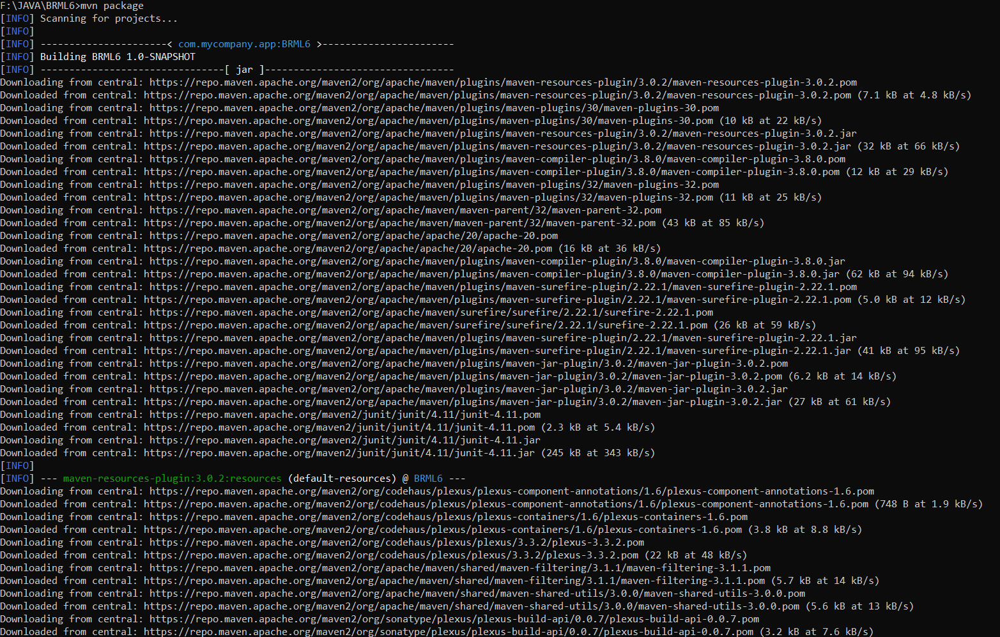 F:\JAVA\BRML6>mvn package
[INFO] Scanning for projects...
[INFO]
[INFO] ----------------------< com.mycompany.app:BRML6 >-----------------------
[INFO] Building BRML6 1.0-SNAPSHOT
[INFO] --------------------------------[ jar ]---------------------------------
Downloading from central: https://repo.maven.apache.org/maven2/org/apache/maven/plugins/maven-resources-plugin/3.0.2/maven-resources-plugin-3.0.2.pom
Downloaded from central: https://repo.maven.apache.org/maven2/org/apache/maven/plugins/maven-resources-plugin/3.0.2/maven-resources-plugin-3.0.2.pom (7.1 kB at 4.8 kB/s)
Downloading from central: https://repo.maven.apache.org/maven2/org/apache/maven/plugins/maven-plugins/30/maven-plugins-30.pom
Downloaded from central: https://repo.maven.apache.org/maven2/org/apache/maven/plugins/maven-plugins/30/maven-plugins-30.pom (10 kB at 22 kB/s)
Downloading from central: https://repo.maven.apache.org/maven2/org/apache/maven/plugins/maven-resources-plugin/3.0.2/maven-resources-plugin-3.0.2.jar
Downloaded from central: https://repo.maven.apache.org/maven2/org/apache/maven/plugins/maven-resources-plugin/3.0.2/maven-resources-plugin-3.0.2.jar (32 kB at 66 kB/s)
Downloading from central: https://repo.maven.apache.org/maven2/org/apache/maven/plugins/maven-compiler-plugin/3.8.0/maven-compiler-plugin-3.8.0.pom
Downloaded from central: https://repo.maven.apache.org/maven2/org/apache/maven/plugins/maven-compiler-plugin/3.8.0/maven-compiler-plugin-3.8.0.pom (12 kB at 29 kB/s)
Downloading from central: https://repo.maven.apache.org/maven2/org/apache/maven/plugins/maven-plugins/32/maven-plugins-32.pom
Downloaded from central: https://repo.maven.apache.org/maven2/org/apache/maven/plugins/maven-plugins/32/maven-plugins-32.pom (11 kB at 25 kB/s)
Downloading from central: https://repo.maven.apache.org/maven2/org/apache/maven/maven-parent/32/maven-parent-32.pom
Downloaded from central: https://repo.maven.apache.org/maven2/org/apache/maven/maven-parent/32/maven-parent-32.pom (43 kB at 85 kB/s)
Downloading from central: https://repo.maven.apache.org/maven2/org/apache/apache/20/apache-20.pom
Downloaded from central: https://repo.maven.apache.org/maven2/org/apache/apache/20/apache-20.pom (16 kB at 36 kB/s)
Downloading from central: https://repo.maven.apache.org/maven2/org/apache/maven/plugins/maven-compiler-plugin/3.8.0/maven-compiler-plugin-3.8.0.jar
Downloaded from central: https://repo.maven.apache.org/maven2/org/apache/maven/plugins/maven-compiler-plugin/3.8.0/maven-compiler-plugin-3.8.0.jar (62 kB at 94 kB/s)
Downloading from central: https://repo.maven.apache.org/maven2/org/apache/maven/plugins/maven-surefire-plugin/2.22.1/maven-surefire-plugin-2.22.1.pom
Downloaded from central: https://repo.maven.apache.org/maven2/org/apache/maven/plugins/maven-surefire-plugin/2.22.1/maven-surefire-plugin-2.22.1.pom (5.0 kB at 12 kB/s)
Downloading from central: https://repo.maven.apache.org/maven2/org/apache/maven/surefire/surefire/2.22.1/surefire-2.22.1.pom
Downloaded from central: https://repo.maven.apache.org/maven2/org/apache/maven/surefire/surefire/2.22.1/surefire-2.22.1.pom (26 kB at 59 kB/s)
Downloading from central: https://repo.maven.apache.org/maven2/org/apache/maven/plugins/maven-surefire-plugin/2.22.1/maven-surefire-plugin-2.22.1.jar
Downloaded from central: https://repo.maven.apache.org/maven2/org/apache/maven/plugins/maven-surefire-plugin/2.22.1/maven-surefire-plugin-2.22.1.jar (41 kB at 95 kB/s)
Downloading from central: https://repo.maven.apache.org/maven2/org/apache/maven/plugins/maven-jar-plugin/3.0.2/maven-jar-plugin-3.0.2.pom
Downloaded from central: https://repo.maven.apache.org/maven2/org/apache/maven/plugins/maven-jar-plugin/3.0.2/maven-jar-plugin-3.0.2.pom (6.2 kB at 14 kB/s)
Downloading from central: https://repo.maven.apache.org/maven2/org/apache/maven/plugins/maven-jar-plugin/3.0.2/maven-jar-plugin-3.0.2.jar
Downloaded from central: https://repo.maven.apache.org/maven2/org/apache/maven/plugins/maven-jar-plugin/3.0.2/maven-jar-plugin-3.0.2.jar (27 kB at 61 kB/s)
Downloading from central: https://repo.maven.apache.org/maven2/junit/junit/4.11/junit-4.11.pom
Downloaded from central: https://repo.maven.apache.org/maven2/junit/junit/4.11/junit-4.11.pom (2.3 kB at 5.4 kB/s)
Downloading from central: https://repo.maven.apache.org/maven2/junit/junit/4.11/junit-4.11.jar
Downloaded from central: https://repo.maven.apache.org/maven2/junit/junit/4.11/junit-4.11.jar (245 kB at 343 kB/s)
[INFO]
[INFO] --- maven-resources-plugin:3.0.2:resources (default-resources) @ BRML6 ---
Downloading from central: https://repo.maven.apache.org/maven2/org/codehaus/plexus/plexus-component-annotations/1.6/plexus-component-annotations-1.6.pom
Downloaded from central: https://repo.maven.apache.org/maven2/org/codehaus/plexus/plexus-component-annotations/1.6/plexus-component-annotations-1.6.pom (748 B at 1.9 kB/s)
Downloading from central: https://repo.maven.apache.org/maven2/org/codehaus/plexus/plexus-containers/1.6/plexus-containers-1.6.pom
Downloaded from central: https://repo.maven.apache.org/maven2/org/codehaus/plexus/plexus-containers/1.6/plexus-containers-1.6.pom (3.8 kB at 8.8 kB/s)
Downloading from central: https://repo.maven.apache.org/maven2/org/codehaus/plexus/plexus/3.3.2/plexus-3.3.2.pom
Downloaded from central: https://repo.maven.apache.org/maven2/org/codehaus/plexus/plexus/3.3.2/plexus-3.3.2.pom (22 kB at 48 kB/s)
Downloading from central: https://repo.maven.apache.org/maven2/org/apache/maven/shared/maven-filtering/3.1.1/maven-filtering-3.1.1.pom
Downloaded from central: https://repo.maven.apache.org/maven2/org/apache/maven/shared/maven-filtering/3.1.1/maven-filtering-3.1.1.pom (5.7 kB at 14 kB/s)
Downloading from central: https://repo.maven.apache.org/maven2/org/apache/maven/shared/maven-shared-utils/3.0.0/maven-shared-utils-3.0.0.pom
Downloaded from central: https://repo.maven.apache.org/maven2/org/apache/maven/shared/maven-shared-utils/3.0.0/maven-shared-utils-3.0.0.pom (5.6 kB at 13 kB/s)
Downloading from central: https://repo.maven.apache.org/maven2/org/sonatype/plexus/plexus-build-api/0.0.7/plexus-build-api-0.0.7.pom
Downloaded from central: https://repo.maven.apache.org/maven2/org/sonatype/plexus/plexus-build-api/0.0.7/plexus-build-api-0.0.7.pom (3.2 kB at 7.6 kB/s)